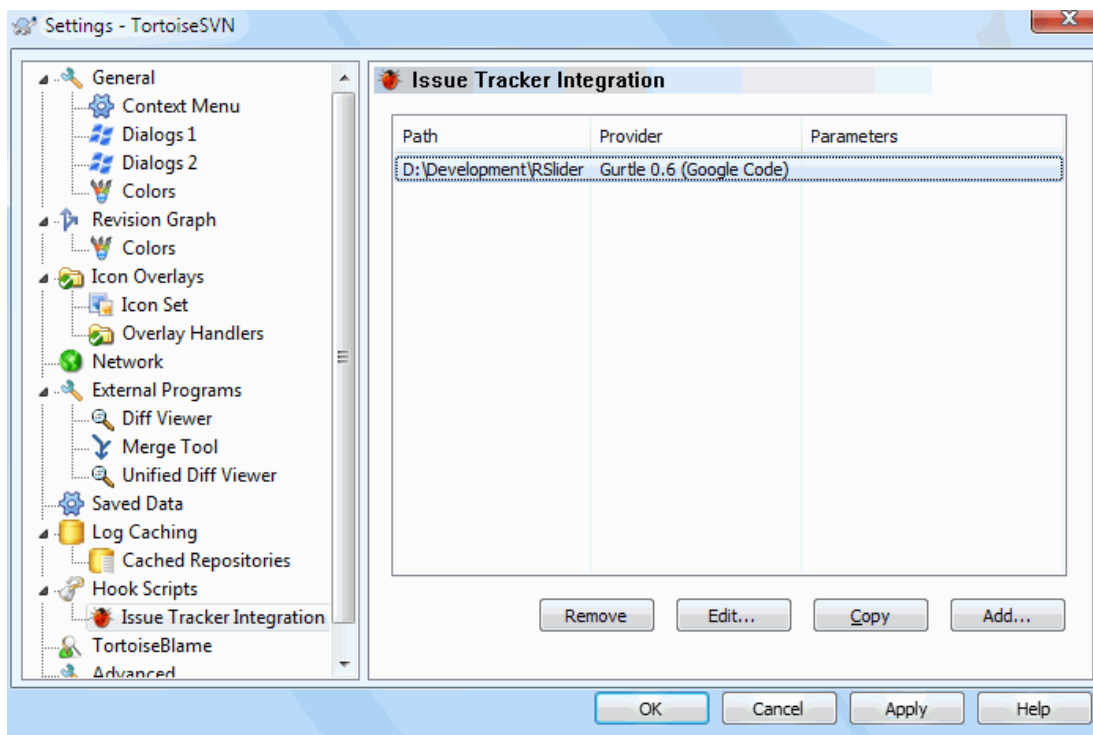 Settings - TortoiseSVN
General
Context Menu
Dialogs 1
Dialogs 2
Colors
Revision Graph
Colors
Icon Overlays
Icon Set
Overlay Handlers
Network
External Programs
Diff Viewer
Merge Tool
Unified Diff Viewer
Saved Data
Log Caching
Cached Repositories
Hook Scripts
Issue Tracker Integration
TortoiseBlame
Advanced
Issue Tracker Integration
Path Provider Parameters
D:\Development\RSlider Gurtle 0.6 (Google Code)
Remove Edit... Copy Add...
OK Cancel Apply Help